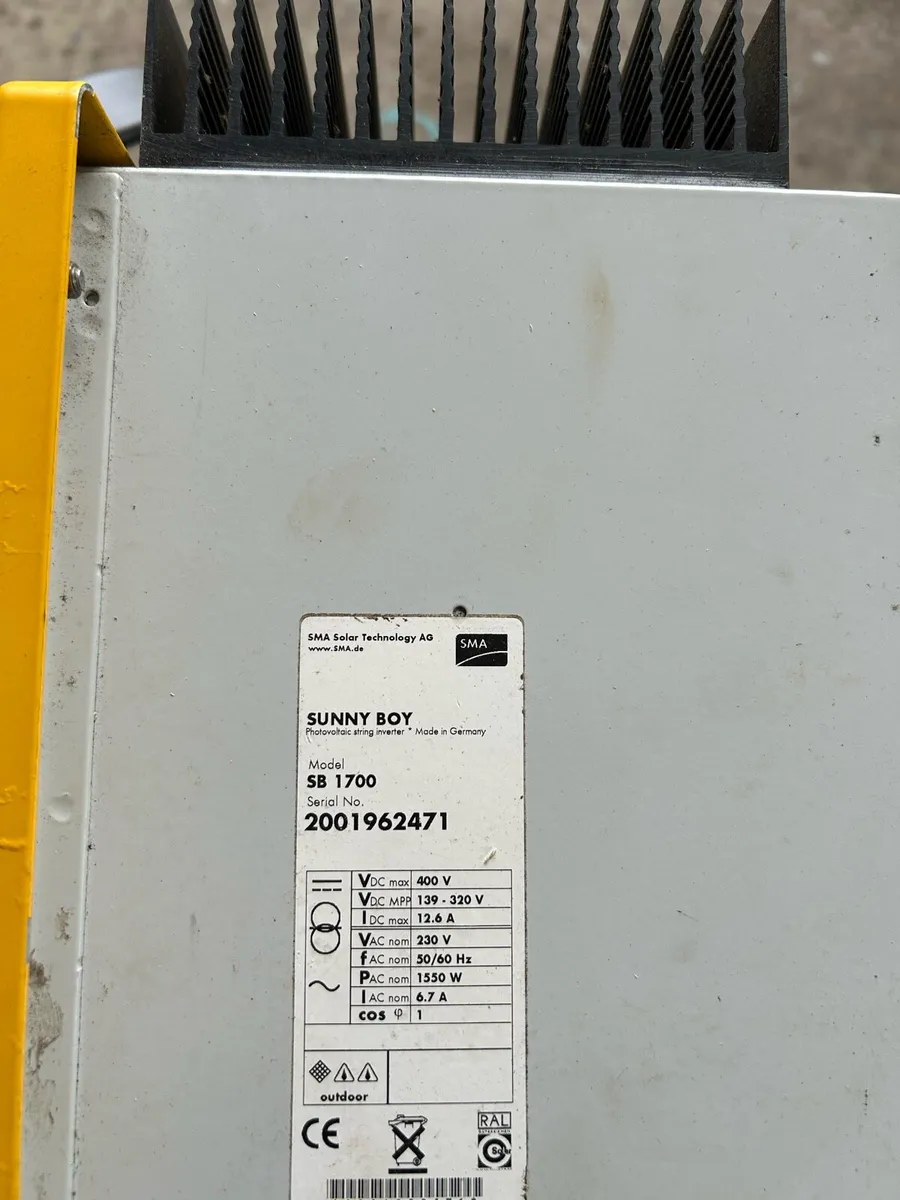 SMA Solar Technology AG
www.SMA.de
SMA
SUNNY BOY
Photovoltaic string inverter * Made in Germany
Model
SB 1700
Serial No.
2001962471
VDC max 400 V
VDC MPP 139 - 320 V
IDC max 12.6 A
VAC nom 230 V
fAC nom 50/60 Hz
PAC nom 1550 W
IAC nom 6.7 A
cos φ 1
outdoor
CE
RAL
Solar